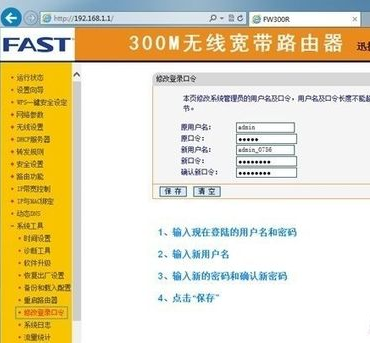 http://192.168.1.1/
FW300R
FAST
300M无线宽带路由器
迅捷
运行状态
设置向导
WPS一键安全设定
网络参数
无线设置
DHCP服务器
转发规则
安全设置
路由功能
IP带宽控制
IP与MAC绑定
动态DNS
系统工具
时间设置
诊断工具
软件升级
恢复出厂设置
备份和载入配置
重启路由器
修改登录口令
系统日志
流量统计
修改登录口令
本页修改系统管理员的用户名及口令,用户名及口令长度不能超
节。
原用户名: admin
原口令: •••••
新用户名: admin_0756
新口令: ••••••••
确认新口令: ••••••••
保存 清空
1、输入现在登陆的用户名和密码
2、输入新用户名
3、输入新的密码和确认新密码
4、点击“保存”